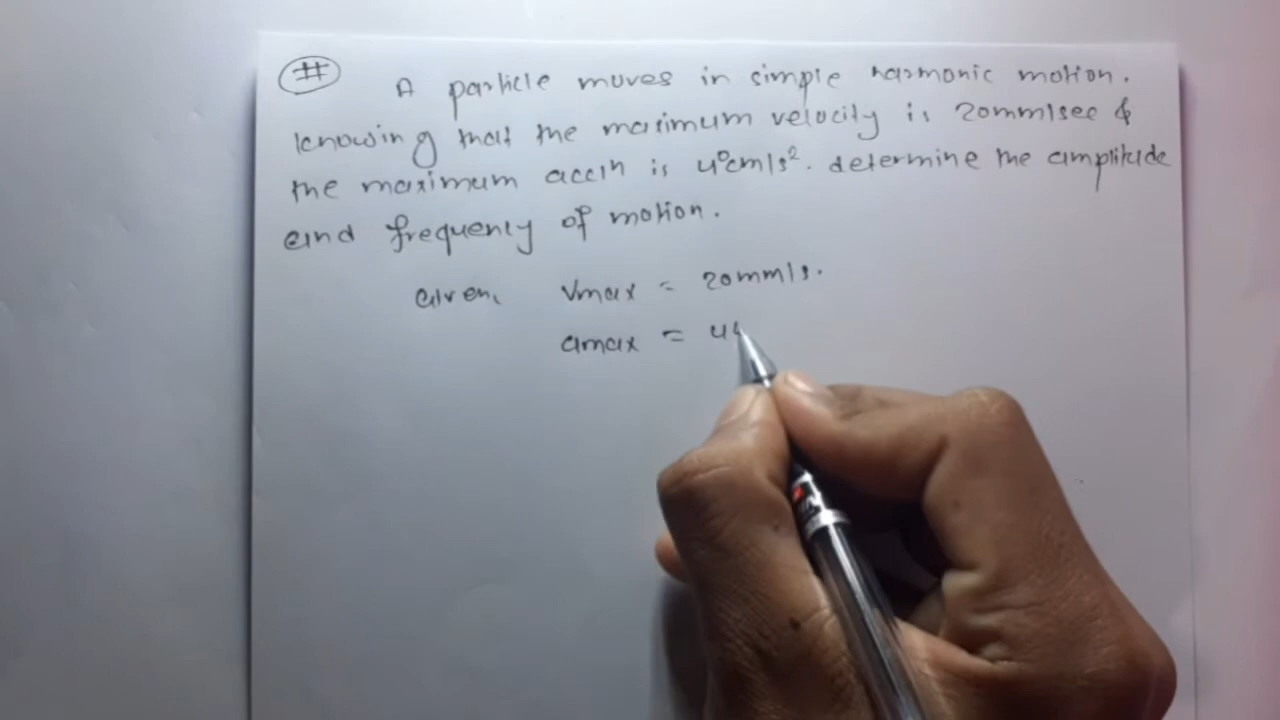 # A particle moves in simple harmonic motion.
knowing that the maximum velocity is 20mm/sec &
the maximum accln is 40cm/s². determine the amplitude
and frequency of motion.
Given, Vmax = 20mm/s.
amax = 4